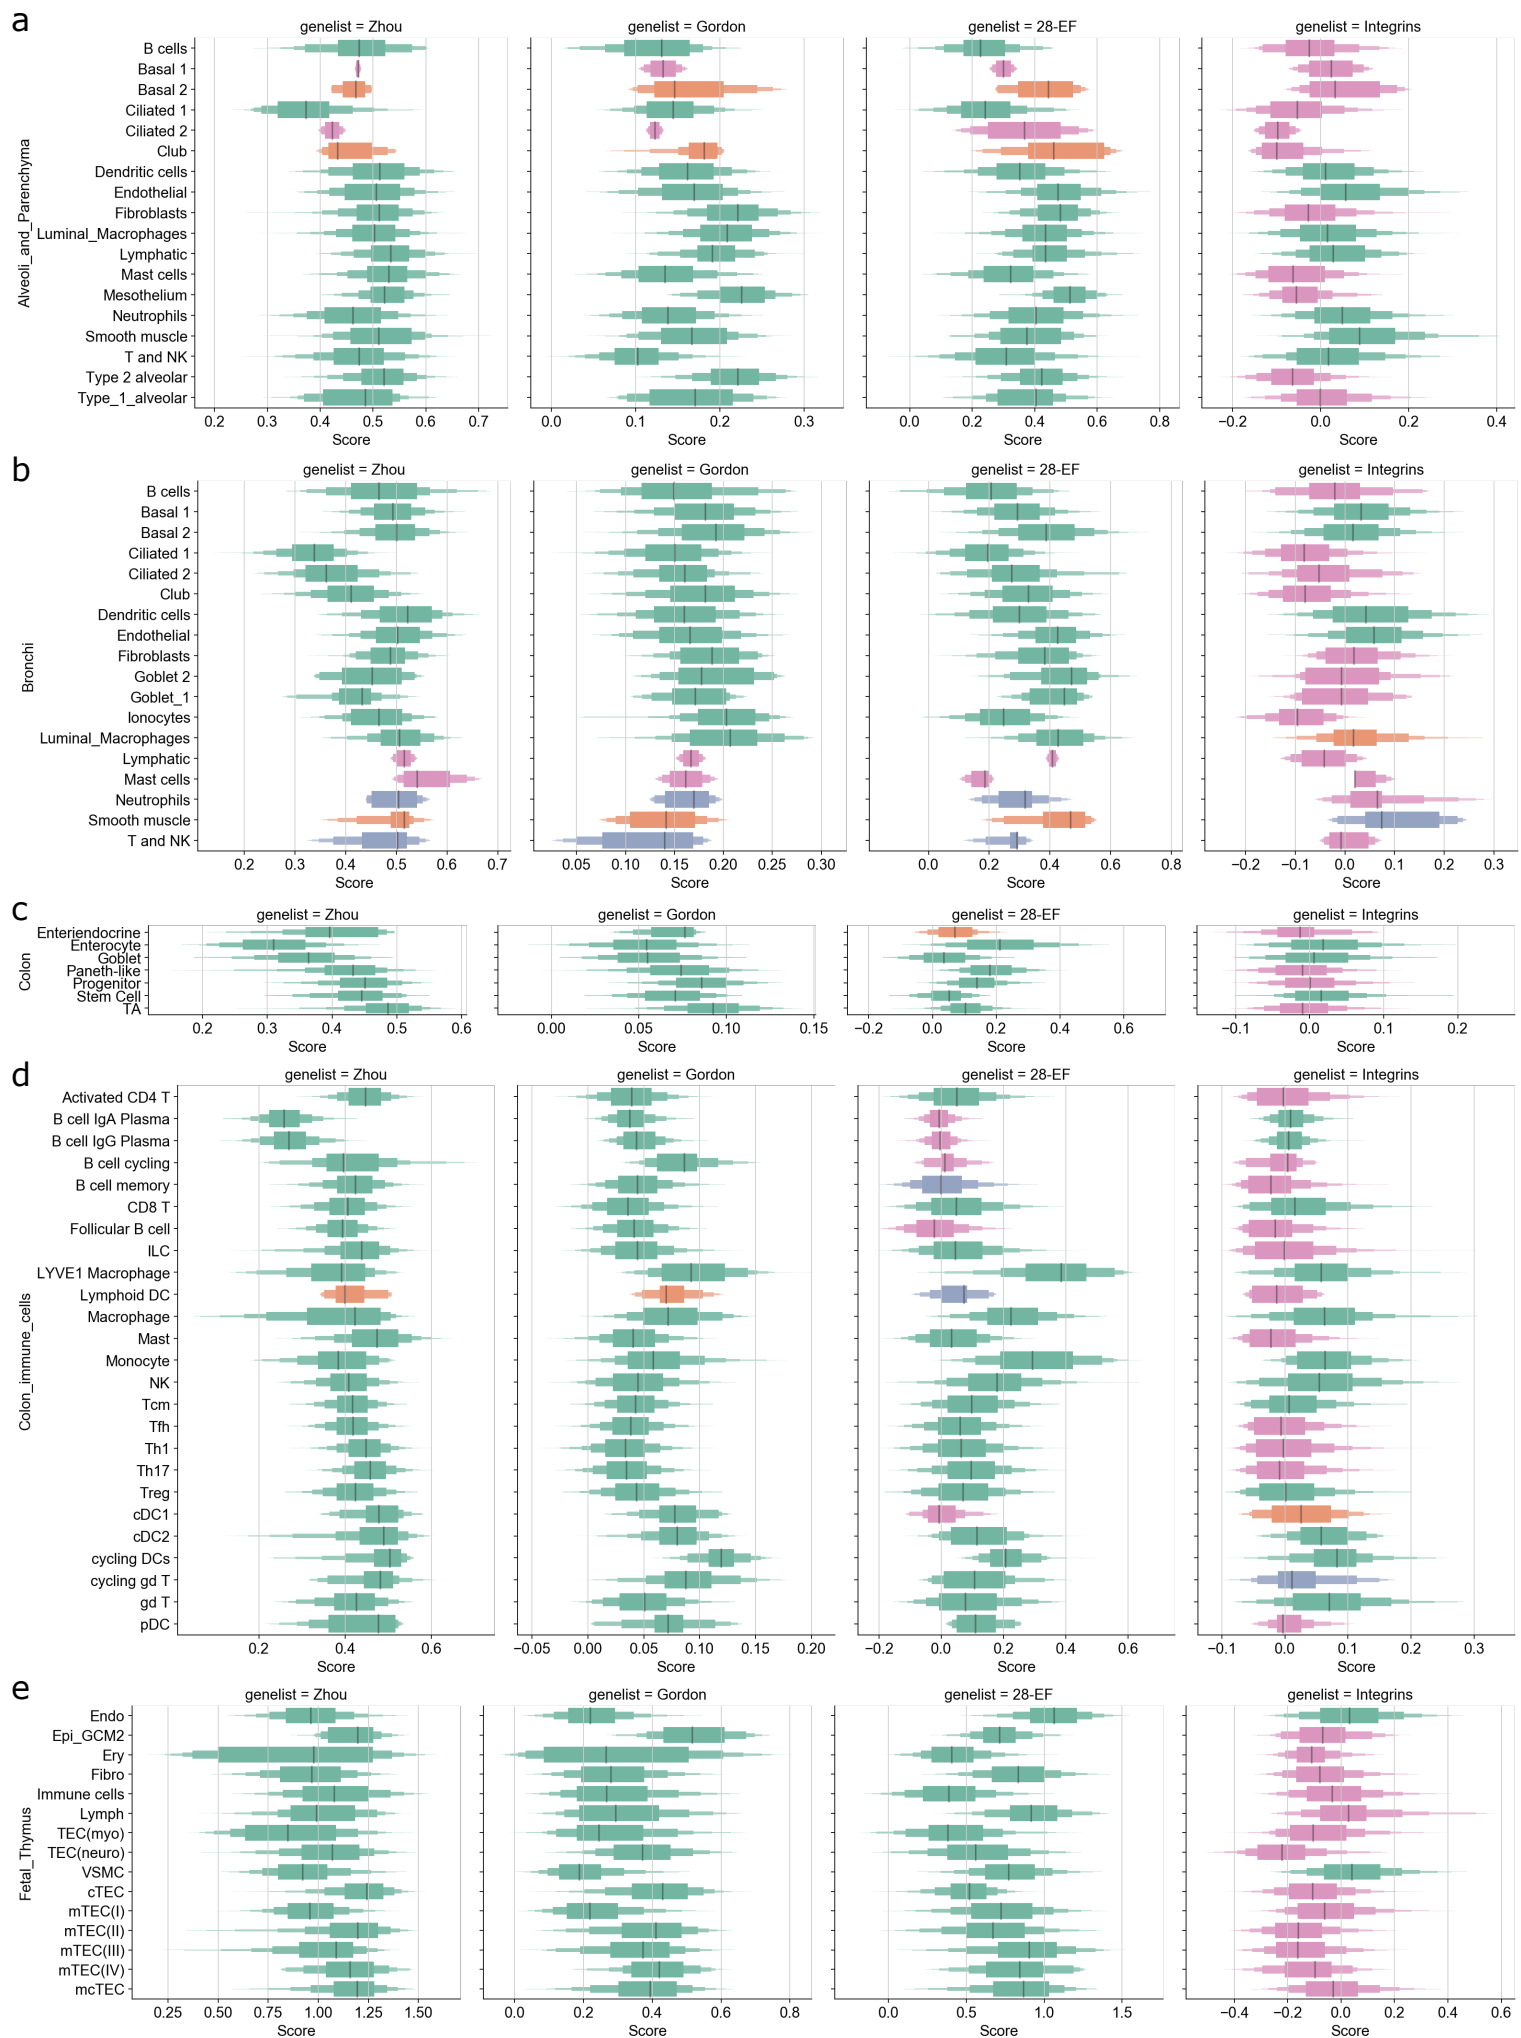 a
genelist = Zhou
genelist = Gordon
genelist = 28-EF
genelist = Integrins
Alveoli_and_Parenchyma
B cells
Basal 1
Basal 2
Ciliated 1
Ciliated 2
Club
Dendritic cells
Endothelial
Fibroblasts
Luminal_Macrophages
Lymphatic
Mast cells
Mesothelium
Neutrophils
Smooth muscle
T and NK
Type 2 alveolar
Type_1_alveolar
0.2 0.3 0.4 0.5 0.6 0.7
0.0 0.1 0.2 0.3
0.0 0.2 0.4 0.6 0.8
−0.2 0.0 0.2 0.4
Score Score Score Score
b
genelist = Zhou
genelist = Gordon
genelist = 28-EF
genelist = Integrins
Bronchi
B cells
Basal 1
Basal 2
Ciliated 1
Ciliated 2
Club
Dendritic cells
Endothelial
Fibroblasts
Goblet 2
Goblet_1
Ionocytes
Luminal_Macrophages
Lymphatic
Mast cells
Neutrophils
Smooth muscle
T and NK
0.2 0.3 0.4 0.5 0.6 0.7
0.05 0.10 0.15 0.20 0.25 0.30
0.0 0.2 0.4 0.6 0.8
−0.2 −0.1 0.0 0.1 0.2 0.3
Score Score Score Score
c
genelist = Zhou
genelist = Gordon
genelist = 28-EF
genelist = Integrins
Colon
Enteriendocrine
Enterocyte
Goblet
Paneth-like
Progenitor
Stem Cell
TA
0.2 0.3 0.4 0.5 0.6
0.00 0.05 0.10 0.15
−0.2 0.0 0.2 0.4 0.6
−0.1 0.0 0.1 0.2
Score Score Score Score
d
genelist = Zhou
genelist = Gordon
genelist = 28-EF
genelist = Integrins
Colon_immune_cells
Activated CD4 T
B cell IgA Plasma
B cell IgG Plasma
B cell cycling
B cell memory
CD8 T
Follicular B cell
ILC
LYVE1 Macrophage
Lymphoid DC
Macrophage
Mast
Monocyte
NK
Tcm
Tfh
Th1
Th17
Treg
cDC1
cDC2
cycling DCs
cycling gd T
gd T
pDC
0.2 0.4 0.6
−0.05 0.00 0.05 0.10 0.15 0.20
−0.2 0.0 0.2 0.4 0.6
−0.1 0.0 0.1 0.2 0.3
Score Score Score Score
e
genelist = Zhou
genelist = Gordon
genelist = 28-EF
genelist = Integrins
Fetal_Thymus
Endo
Epi_GCM2
Ery
Fibro
Immune cells
Lymph
TEC(myo)
TEC(neuro)
VSMC
cTEC
mTEC(I)
mTEC(II)
mTEC(III)
mTEC(IV)
mcTEC
0.25 0.50 0.75 1.00 1.25 1.50
0.0 0.2 0.4 0.6 0.8
0.0 0.5 1.0 1.5
−0.4 −0.2 0.0 0.2 0.4 0.6
Score Score Score Score